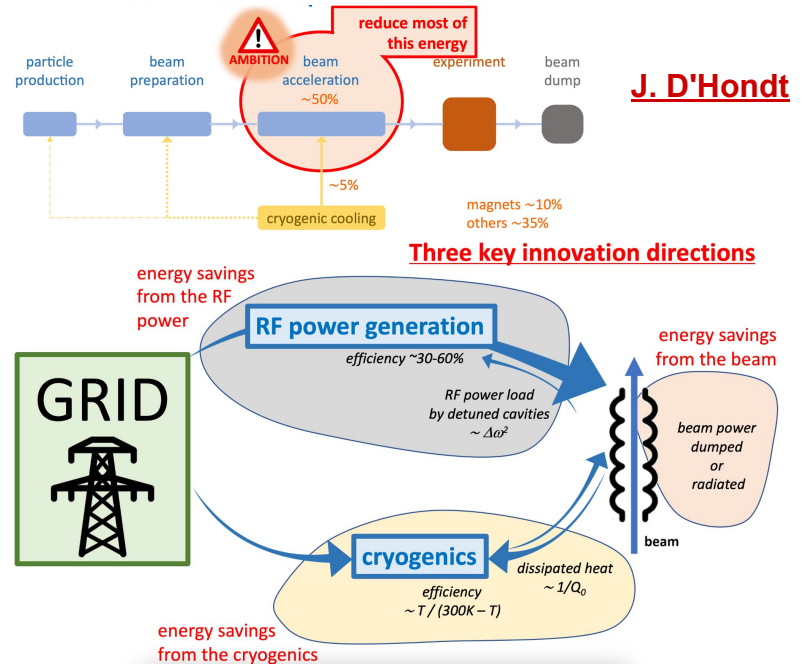 reduce most of
this energy
!
AMBITION
particle
production
beam
preparation
beam
acceleration
~50%
experiment
beam
dump
J. D'Hondt
~5%
cryogenic cooling
magnets ~10%
others ~35%
Three key innovation directions
energy savings
from the RF
power
RF power generation
efficiency ~30-60%
energy savings
from the beam
GRID
RF power load
by detuned cavities
~ Δω²
beam power
dumped
or
radiated
beam
cryogenics
dissipated heat
~ 1/Q₀
efficiency
~ T / (300K – T)
energy savings
from the cryogenics